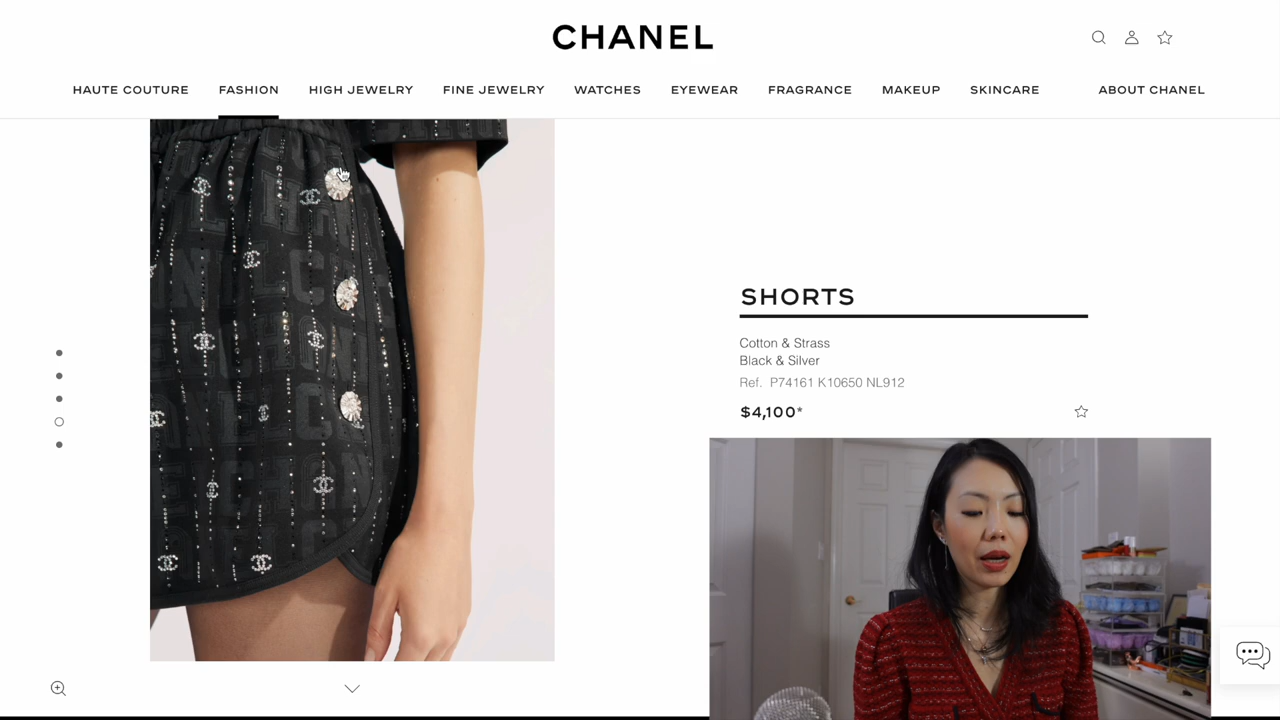 CHANEL
HAUTE COUTURE FASHION HIGH JEWELRY FINE JEWELRY WATCHES EYEWEAR FRAGRANCE MAKEUP SKINCARE ABOUT CHANEL
SHORTS
Cotton & Strass
Black & Silver
Ref. P74161 K10650 NL912
$4,100*